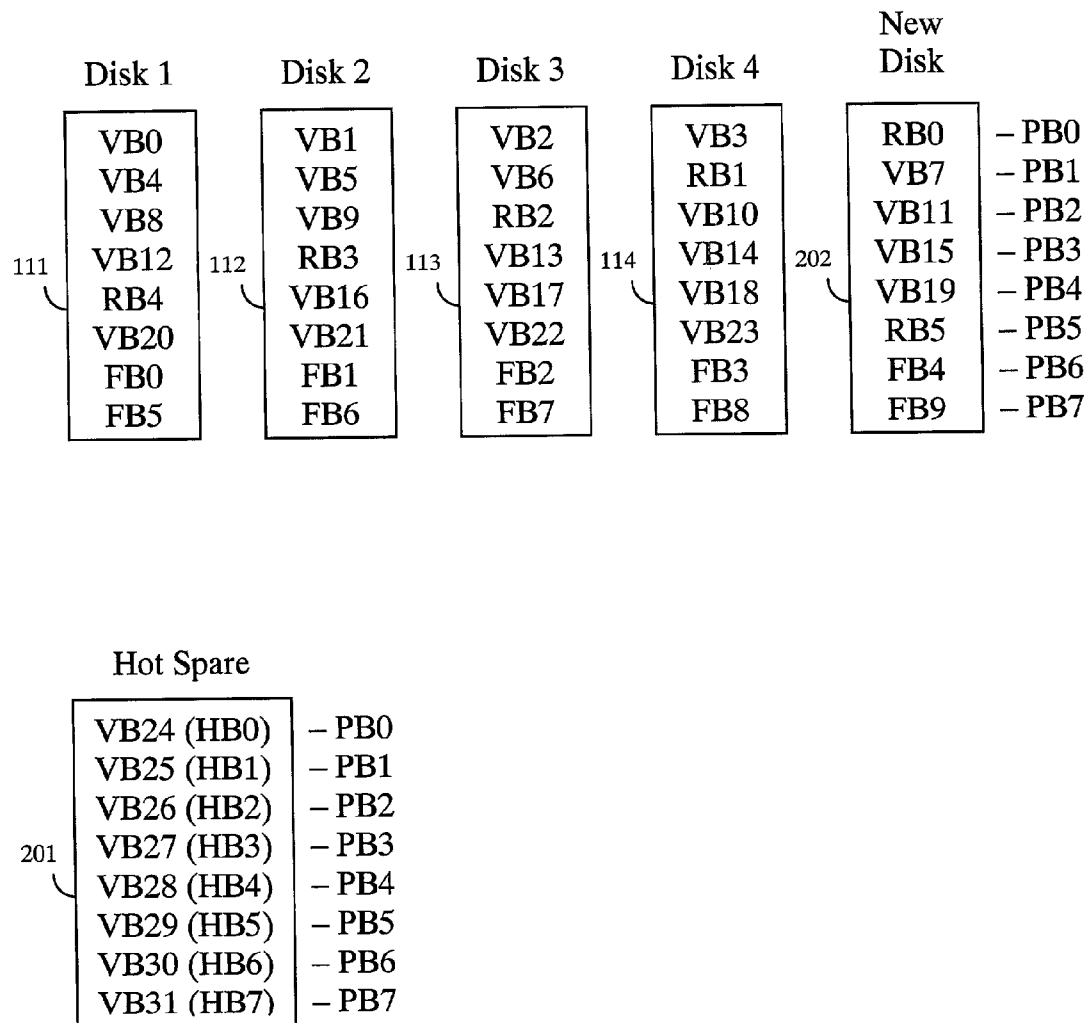 New
Disk 1 Disk 2 Disk 3 Disk 4 Disk
VB0 VB1 VB2 VB3 RB0 – PB0
VB4 VB5 VB6 RB1 VB7 – PB1
VB8 VB9 RB2 VB10 VB11 – PB2
111 VB12 112 RB3 113 VB13 114 VB14 202 VB15 – PB3
RB4 VB16 VB17 VB18 VB19 – PB4
VB20 VB21 VB22 VB23 RB5 – PB5
FB0 FB1 FB2 FB3 FB4 – PB6
FB5 FB6 FB7 FB8 FB9 – PB7
Hot Spare
VB24 (HB0) – PB0
VB25 (HB1) – PB1
VB26 (HB2) – PB2
201 VB27 (HB3) – PB3
VB28 (HB4) – PB4
VB29 (HB5) – PB5
VB30 (HB6) – PB6
VB31 (HB7) – PB7